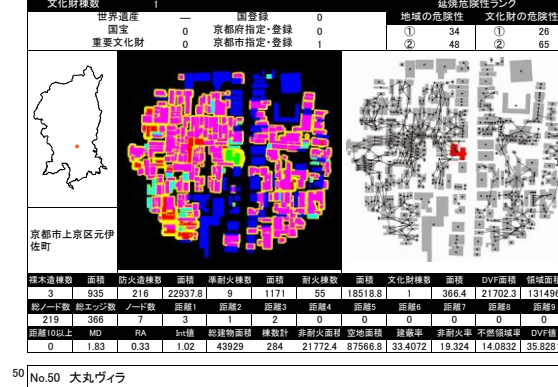 文化財棟数 1 延焼危険性ランク
世界遺産 — 国登録 0 地域の危険性 文化財の危険性
国宝 0 京都府指定・登録 0 ① 34 ① 26
重要文化財 0 京都市指定・登録 1 ② 48 ② 65
京都市上京区元伊
佐町
裸木造棟数 面積 防火造棟数 面積 準耐火棟数 面積 耐火棟数 面積 文化財棟数 面積 DVF面積 領域面積
3 935 216 22937.8 9 1171 55 18518.8 1 366.4 21702.3 131496
総ノード数 総エッジ数 ノード数 距離1 距離2 距離3 距離4 距離5 距離6 距離7 距離8 距離9
219 366 7 3 1 2 0 0 0 0 0 0
距離10以上 MD RA Int値 総建物面積 棟数計 非耐火面積 空地面積 建蔽率 非耐火率 不燃領域率 DVF値
0 1.83 0.33 1.02 43929 284 21772.4 87566.8 33.4072 19.324 14.0832 35.828
50 No.50 大丸ヴィラ